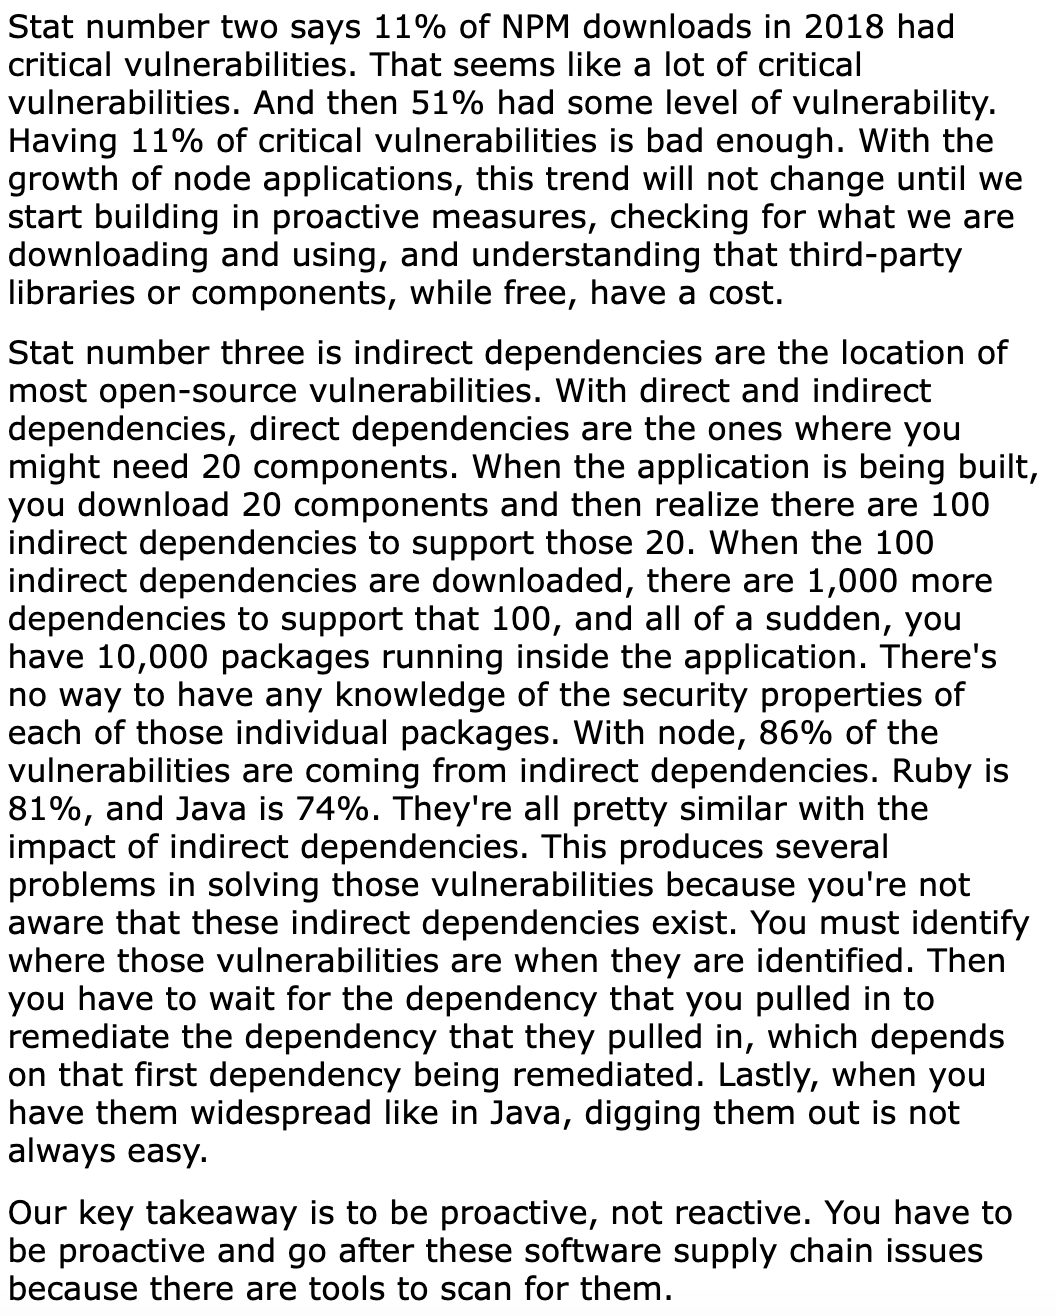 Stat number two says 11% of NPM downloads in 2018 had
critical vulnerabilities. That seems like a lot of critical
vulnerabilities. And then 51% had some level of vulnerability.
Having 11% of critical vulnerabilities is bad enough. With the
growth of node applications, this trend will not change until we
start building in proactive measures, checking for what we are
downloading and using, and understanding that third-party
libraries or components, while free, have a cost.
Stat number three is indirect dependencies are the location of
most open-source vulnerabilities. With direct and indirect
dependencies, direct dependencies are the ones where you
might need 20 components. When the application is being built,
you download 20 components and then realize there are 100
indirect dependencies to support those 20. When the 100
indirect dependencies are downloaded, there are 1,000 more
dependencies to support that 100, and all of a sudden, you
have 10,000 packages running inside the application. There's
no way to have any knowledge of the security properties of
each of those individual packages. With node, 86% of the
vulnerabilities are coming from indirect dependencies. Ruby is
81%, and Java is 74%. They're all pretty similar with the
impact of indirect dependencies. This produces several
problems in solving those vulnerabilities because you're not
aware that these indirect dependencies exist. You must identify
where those vulnerabilities are when they are identified. Then
you have to wait for the dependency that you pulled in to
remediate the dependency that they pulled in, which depends
on that first dependency being remediated. Lastly, when you
have them widespread like in Java, digging them out is not
always easy.
Our key takeaway is to be proactive, not reactive. You have to
be proactive and go after these software supply chain issues
because there are tools to scan for them.